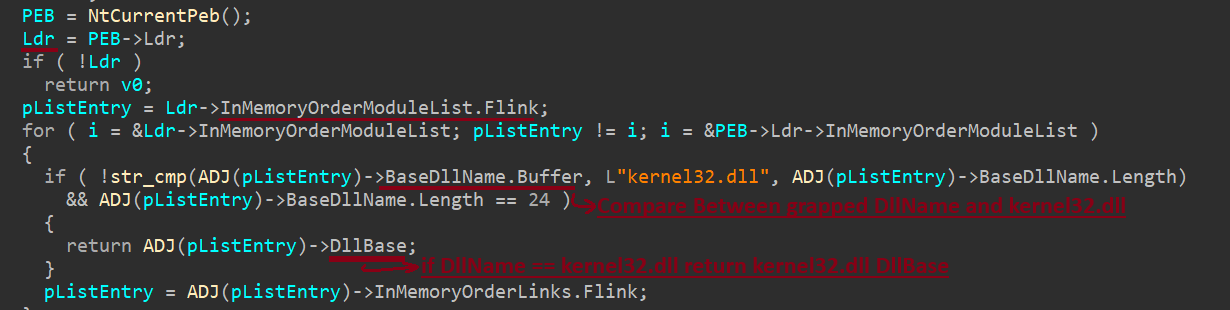 PEB = NtCurrentPeb();
Ldr = PEB->Ldr;
if ( !Ldr )
return v0;
pListEntry = Ldr->InMemoryOrderModuleList.Flink;
for ( i = &Ldr->InMemoryOrderModuleList; pListEntry != i; i = &PEB->Ldr->InMemoryOrderModuleList )
{
if ( !str_cmp(ADJ(pListEntry)->BaseDllName.Buffer, L"kernel32.dll", ADJ(pListEntry)->BaseDllName.Length)
&& ADJ(pListEntry)->BaseDllName.Length == 24 ) Compare Between grapped DllName and kernel32.dll
{
return ADJ(pListEntry)->DllBase;
} if DllName == kernel32.dll return kernel32.dll DllBase
pListEntry = ADJ(pListEntry)->InMemoryOrderLinks.Flink;